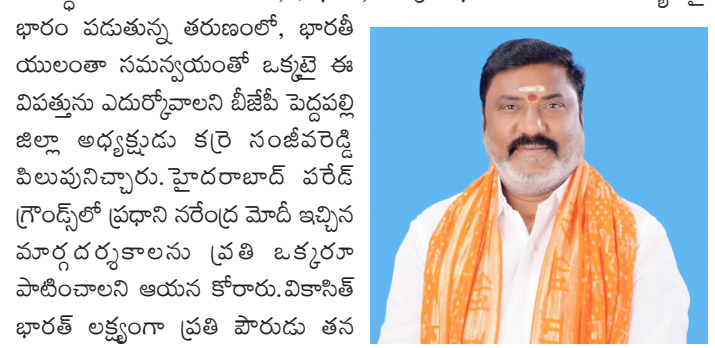 భారం పడుతున్న తరుణంలో, భారతీ
యులంతా సమన్వయంతో ఒక్కటై ఈ
విపత్తును ఎదుర్కోవాలని బీజేపీ పెద్దపల్లి
జిల్లా అధ్యక్షుడు కర్రె సంజీవరెడ్డి
పిలుపునిచ్చారు. హైదరాబాద్ పరేడ్
గ్రౌండ్స్‌లో ప్రధాని నరేంద్ర మోదీ ఇచ్చిన
మార్గదర్శకాలను ప్రతి ఒక్కరూ
పాటించాలని ఆయన కోరారు. వికాసిత్
భారత్ లక్ష్యంగా ప్రతి పౌరుడు తన